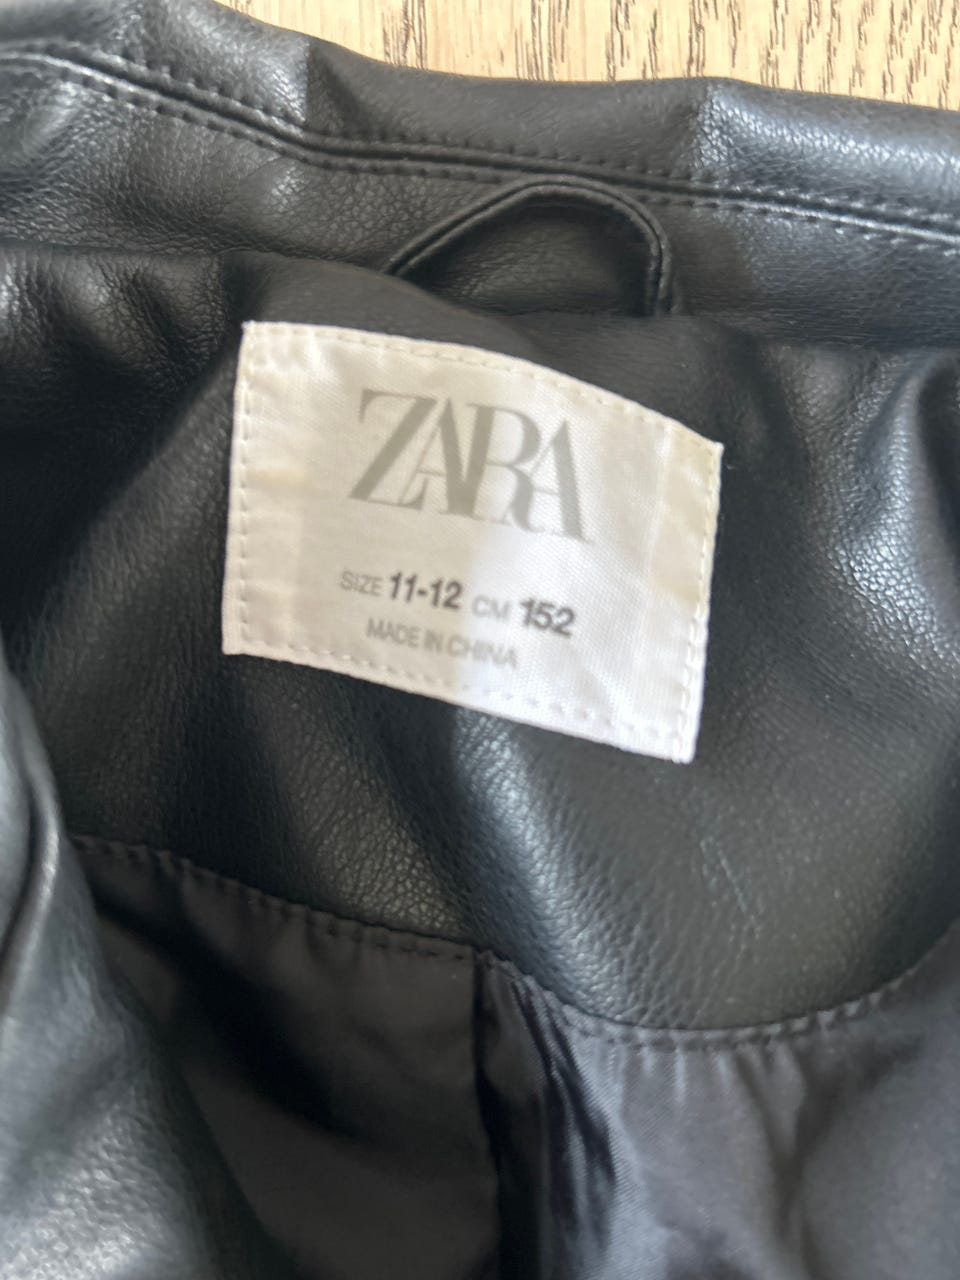 ZARA
SIZE 11-12 CM 152
MADE IN CHINA